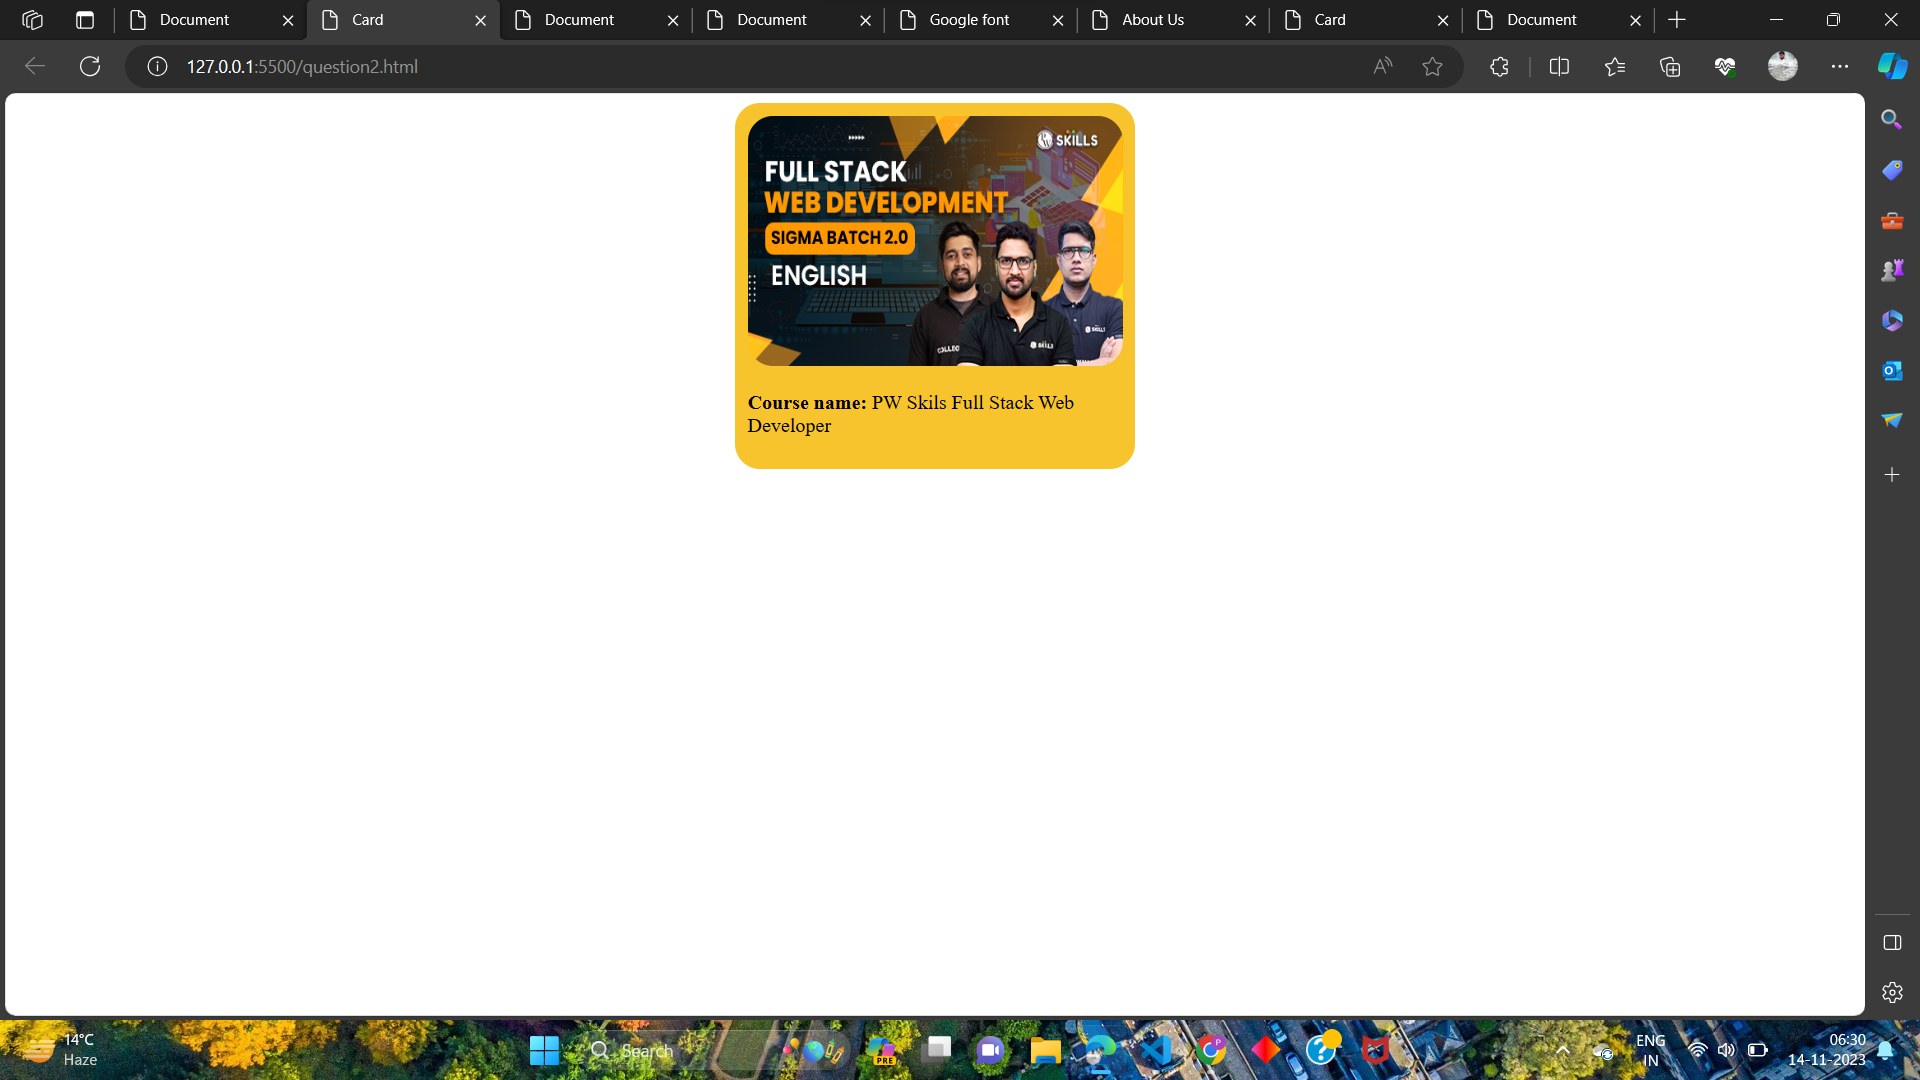 Document
Card
Document
Document
Google font
About Us
Card
Document
127.0.0.1:5500/question2.html
SKILLS
FULL STACK
WEB DEVELOPMENT
SIGMA BATCH 2.0
ENGLISH
Course name: PW Skils Full Stack Web
Developer
14°C
Haze
Search
PRE
ENG
IN
06:30
14-11-2023